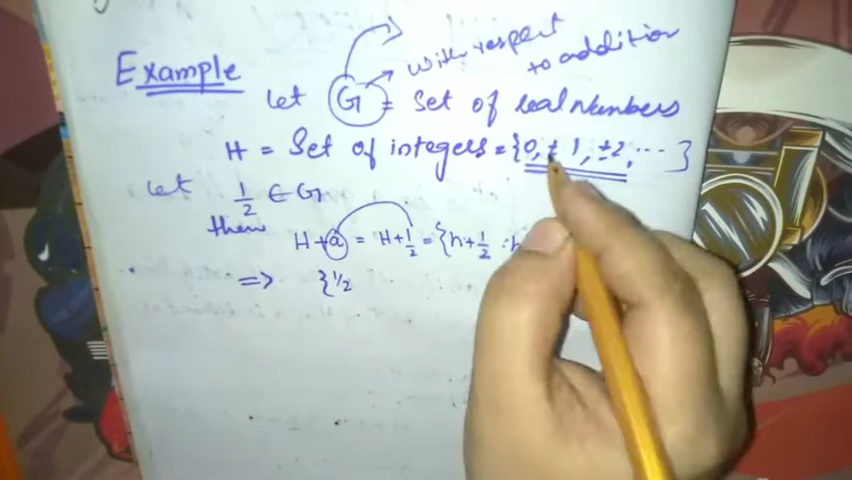 Example
with respect
to addition
Let G = Set of real numbers
H = Set of integers = {0, ± 1, ±2, ... }
Let 1/2 ∈ G
then
H+a = H+1/2 = {h+1/2 : h
=> {1/2